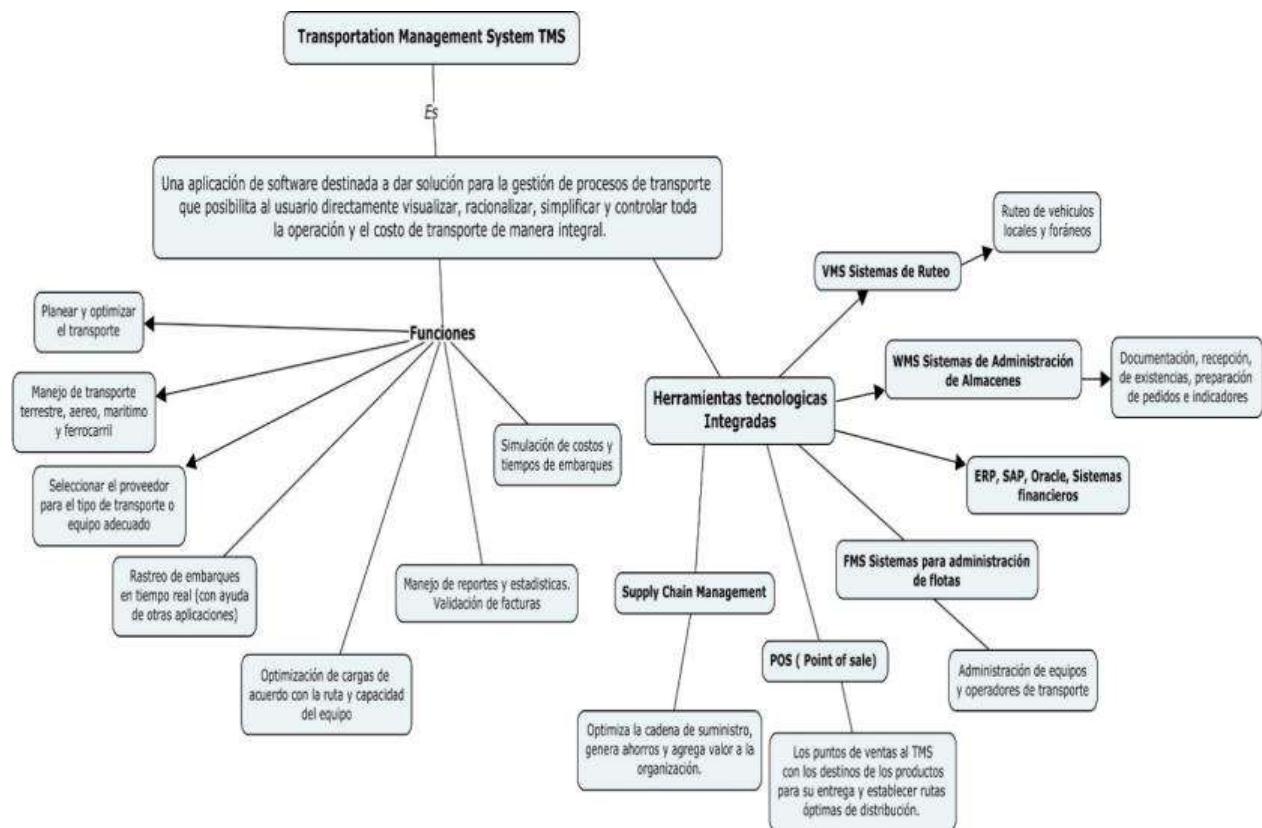 Transportation Management System TMS
Es
Una aplicación de software destinada a dar solución para la gestión de procesos de transporte
que posibilita al usuario directamente visualizar, racionalizar, simplificar y controlar toda
la operación y el costo de transporte de manera integral.
Funciones
Planear y optimizar
el transporte
Manejo de transporte
terrestre, aereo, maritimo
y ferrocarril
Seleccionar el proveedor
para el tipo de transporte o
equipo adecuado
Rastreo de embarques
en tiempo real (con ayuda
de otras aplicaciones)
Optimización de cargas de
acuerdo con la ruta y capacidad
del equipo
Manejo de reportes y estadisticas.
Validación de facturas
Simulación de costos y
tiempos de embarques
Herramientas tecnologicas
Integradas
VMS Sistemas de Ruteo
Ruteo de vehiculos
locales y foráneos
WMS Sistemas de Administración
de Almacenes
Documentación, recepción,
de existencias, preparación
de pedidos e indicadores
ERP, SAP, Oracle, Sistemas
financieros
FMS Sistemas para administración
de flotas
Administración de equipos
y operadores de transporte
POS ( Point of sale)
Los puntos de ventas al TMS
con los destinos de los productos
para su entrega y establecer rutas
óptimas de distribución.
Supply Chain Management
Optimiza la cadena de suministro,
genera ahorros y agrega valor a la
organización.